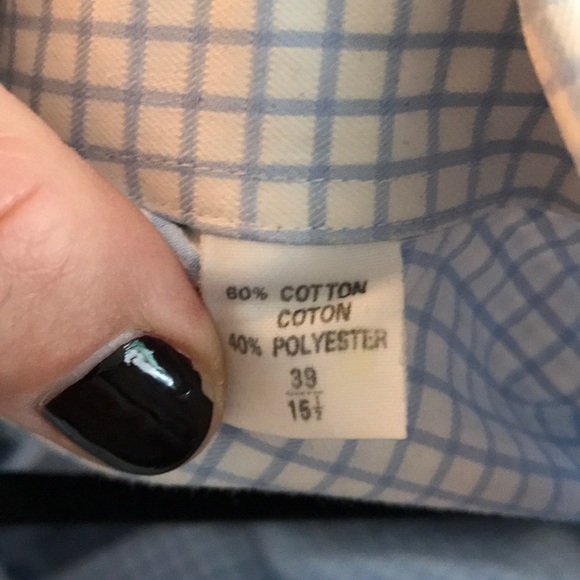 60% COTTON
COTON
40% POLYESTER
39
15½